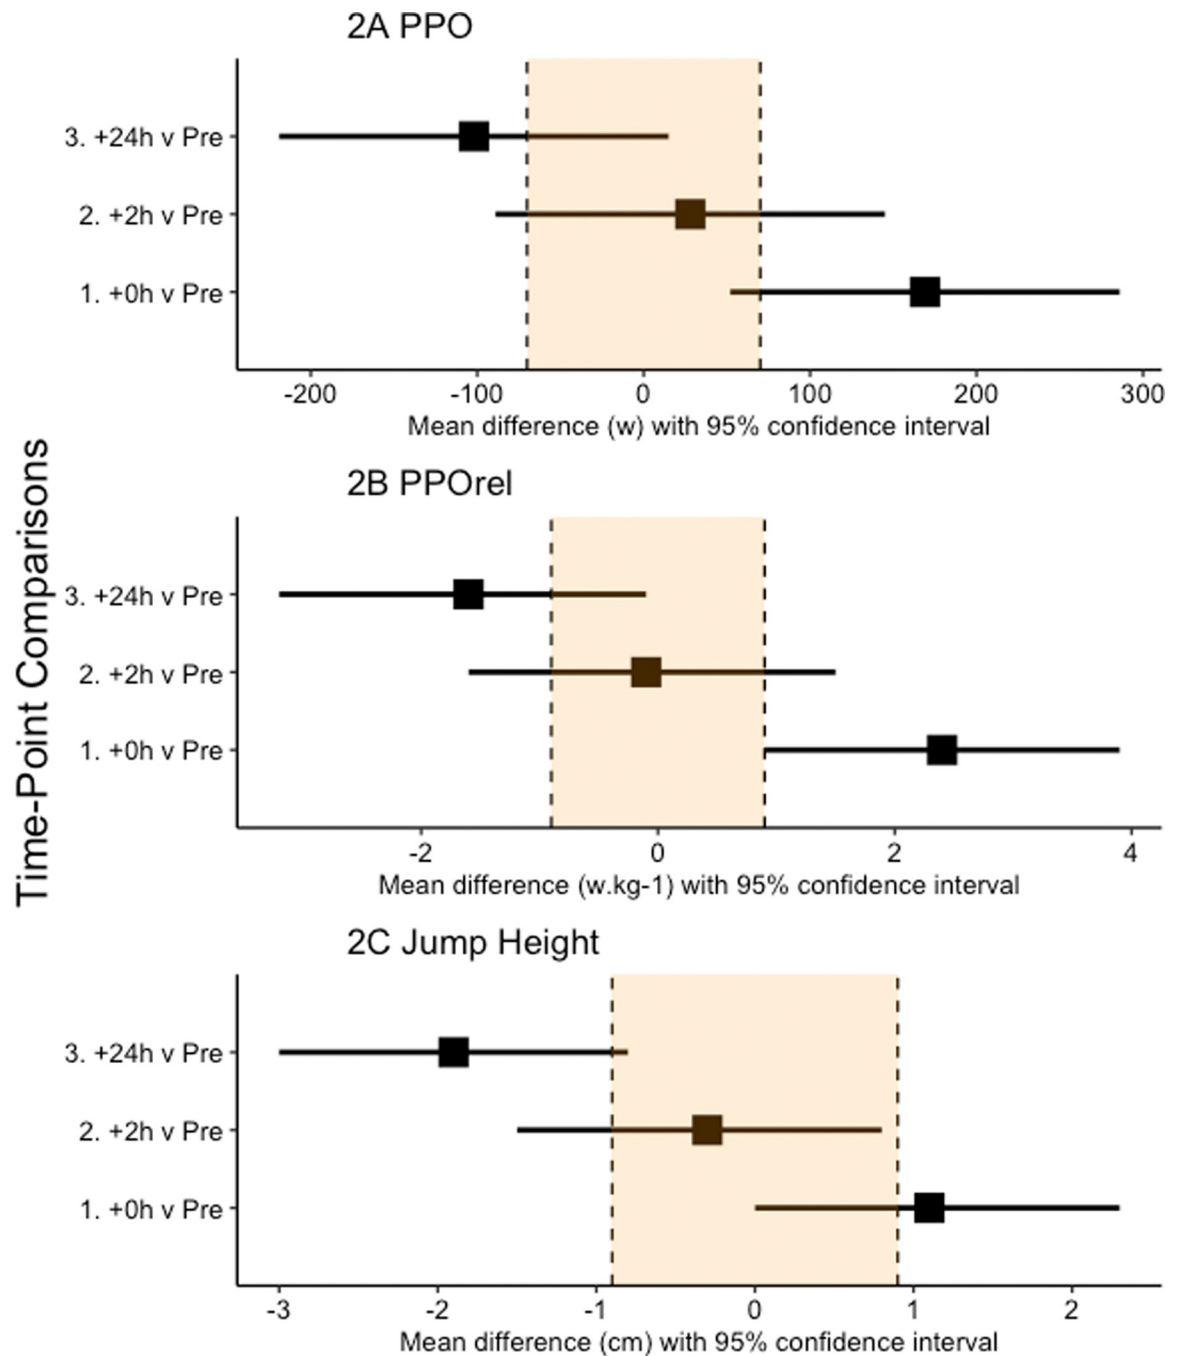 2A PPO
3. +24h v Pre
2. +2h v Pre
1. +0h v Pre
-200 -100 0 100 200 300
Mean difference (w) with 95% confidence interval
Time-Point Comparisons
2B PPOrel
3. +24h v Pre
2. +2h v Pre
1. +0h v Pre
-2 0 2 4
Mean difference (w.kg-1) with 95% confidence interval
2C Jump Height
3. +24h v Pre
2. +2h v Pre
1. +0h v Pre
-3 -2 -1 0 1 2
Mean difference (cm) with 95% confidence interval